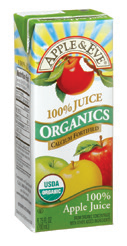 APPLE & EVE
100% JUICE
ORGANICS
CALCIUM FORTIFIED
USDA
ORGANIC
100%
Apple Juice